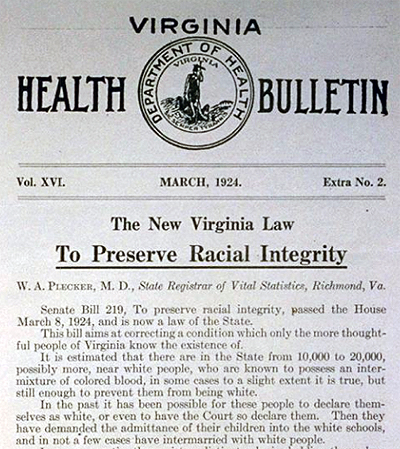 VIRGINIA
HEALTH BULLETIN
DEPARTMENT OF HEALTH
VIRGINIA
SIC SEMPER TYRANNIS
Vol. XVI. MARCH, 1924. Extra No. 2.
The New Virginia Law
To Preserve Racial Integrity
W. A. PLECKER, M. D., State Registrar of Vital Statistics, Richmond, Va.
Senate Bill 219, To preserve racial integrity, passed the House
March 8, 1924, and is now a law of the State.
This bill aims at correcting a condition which only the more thought-
ful people of Virginia know the existence of.
It is estimated that there are in the State from 10,000 to 20,000,
possibly more, near white people, who are known to possess an inter-
mixture of colored blood, in some cases to a slight extent it is true, but
still enough to prevent them from being white.
In the past it has been possible for these people to declare them-
selves as white, or even to have the Court so declare them. Then they
have demanded the admittance of their children into the white schools,
and in not a few cases have intermarried with white people.